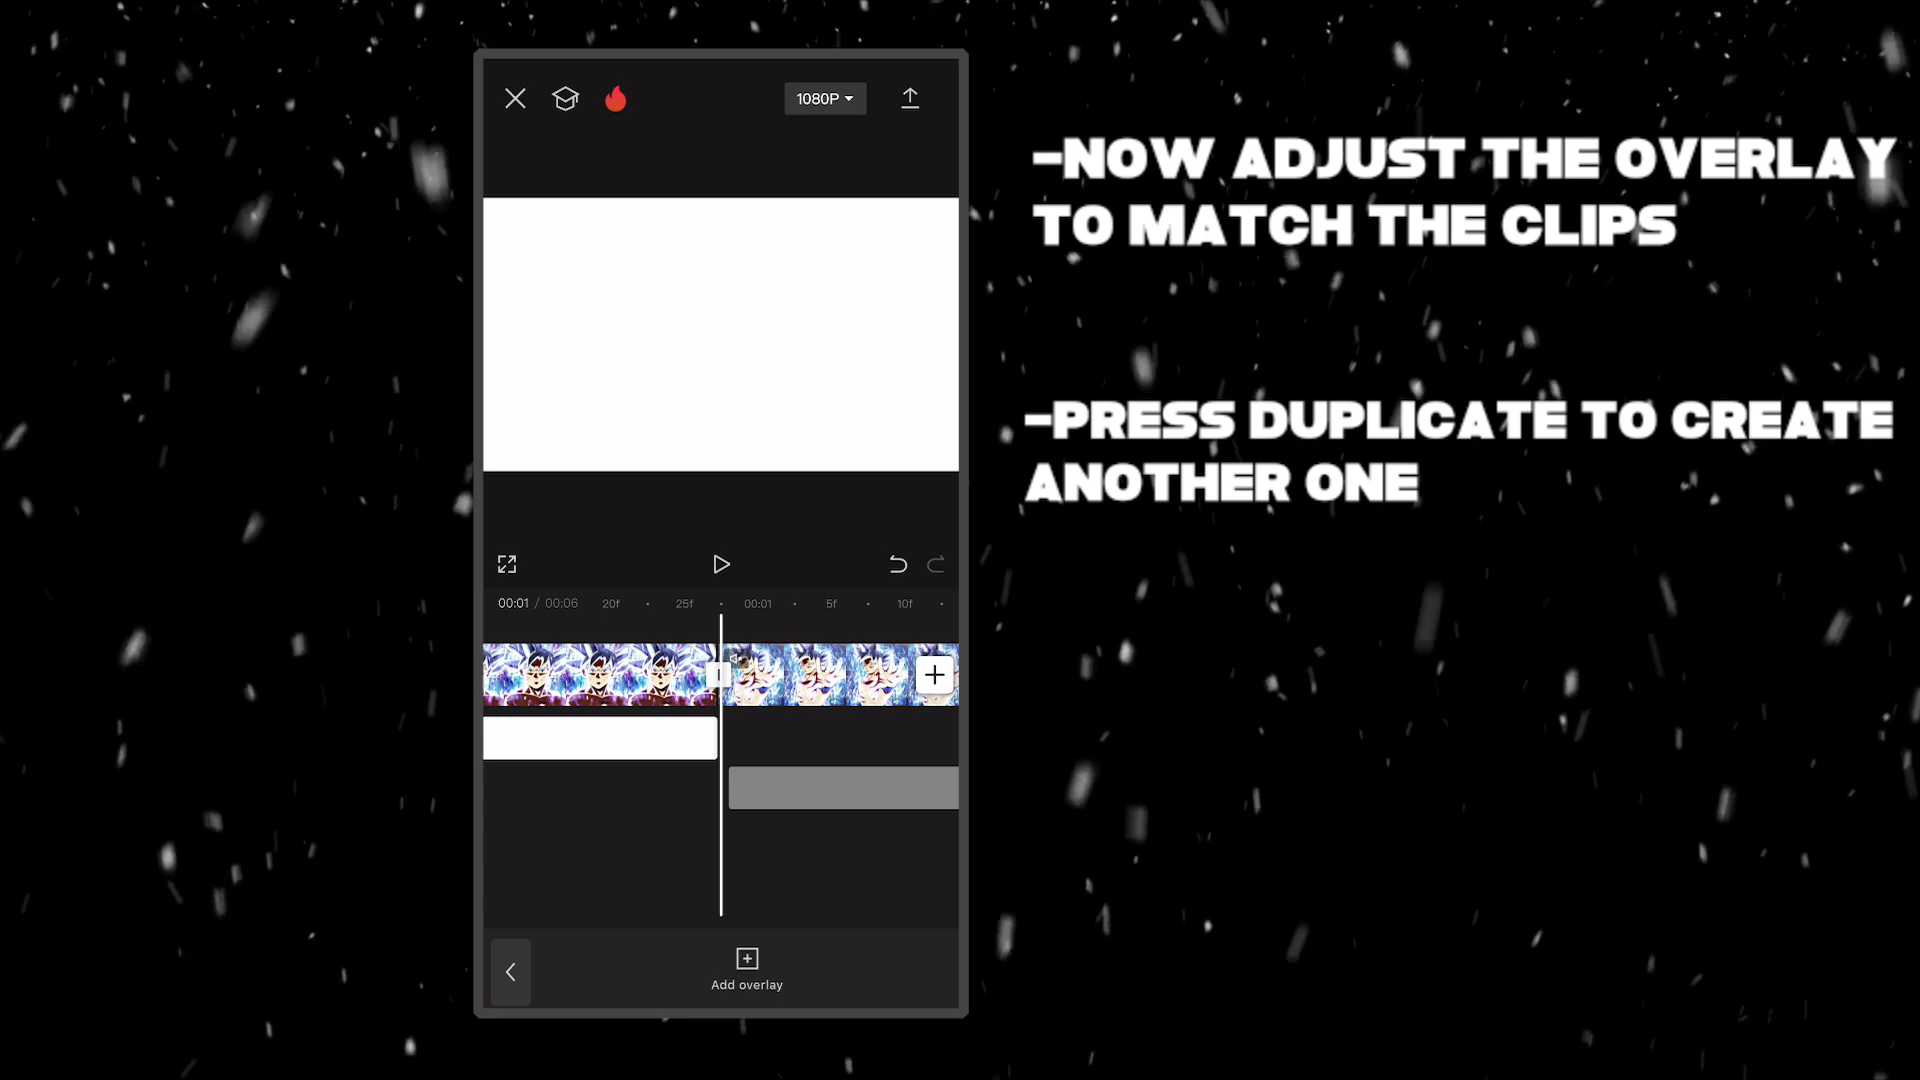 1080P
-NOW ADJUST THE OVERLAY
TO MATCH THE CLIPS
-PRESS DUPLICATE TO CREATE
ANOTHER ONE
00:01 / 00:06 20f 25f 00:01 5f 10f
Add overlay